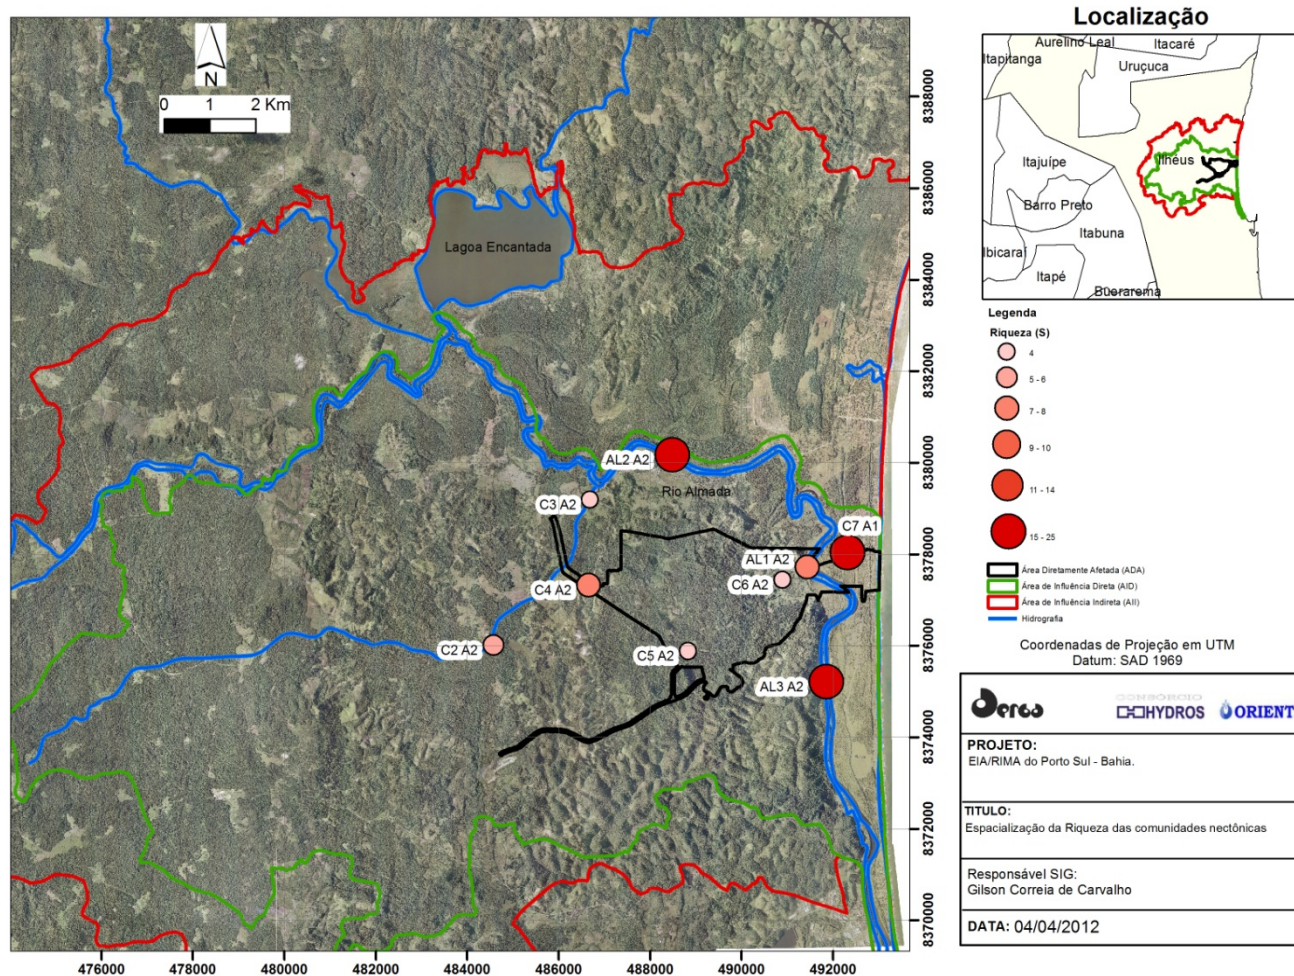 N
0 1 2 Km
Lagoa Encantada
AL2 A2
Rio Almada
C3 A2
C7 A1
AL1 A2
C6 A2
C4 A2
C2 A2
C5 A2
AL3 A2
8388000
8386000
8384000
8382000
8380000
8378000
8376000
8374000
8372000
8370000
476000 478000 480000 482000 484000 486000 488000 490000 492000
Localização
Aurelino Leal
Itacaré
Itapitanga
Uruçuca
Ilhéus
Itajuípe
Barro Preto
Itabuna
Ibicaraí
Itapé
Buerarema
Legenda
Riqueza (S)
4
5 - 6
7 - 8
9 - 10
11 - 14
15 - 25
Área Diretamente Afetada (ADA)
Área de Influência Direta (AID)
Área de Influência Indireta (AII)
Hidrografia
Coordenadas de Projeção em UTM
Datum: SAD 1969
Derba
CONSÓRCIO
HYDROS ORIENT
PROJETO:
EIA/RIMA do Porto Sul - Bahia.
TITULO:
Espacialização da Riqueza das comunidades nectônicas
Responsável SIG:
Gilson Correia de Carvalho
DATA: 04/04/2012